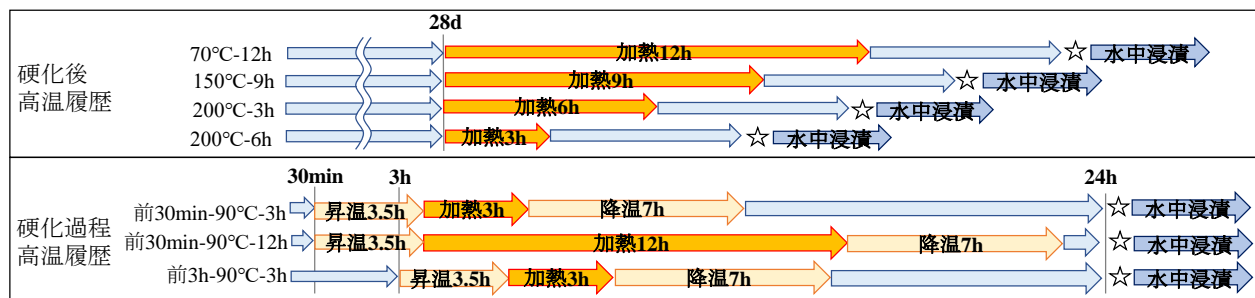 28d
硬化後
高温履歴
70℃-12h 加熱12h ☆ 水中浸漬
150℃-9h 加熱9h ☆ 水中浸漬
200℃-3h 加熱6h ☆ 水中浸漬
200℃-6h 加熱3h ☆ 水中浸漬
30min 3h 24h
硬化過程
高温履歴
前30min-90℃-3h 昇温3.5h 加熱3h 降温7h ☆ 水中浸漬
前30min-90℃-12h 昇温3.5h 加熱12h 降温7h ☆ 水中浸漬
前3h-90℃-3h 昇温3.5h 加熱3h 降温7h ☆ 水中浸漬